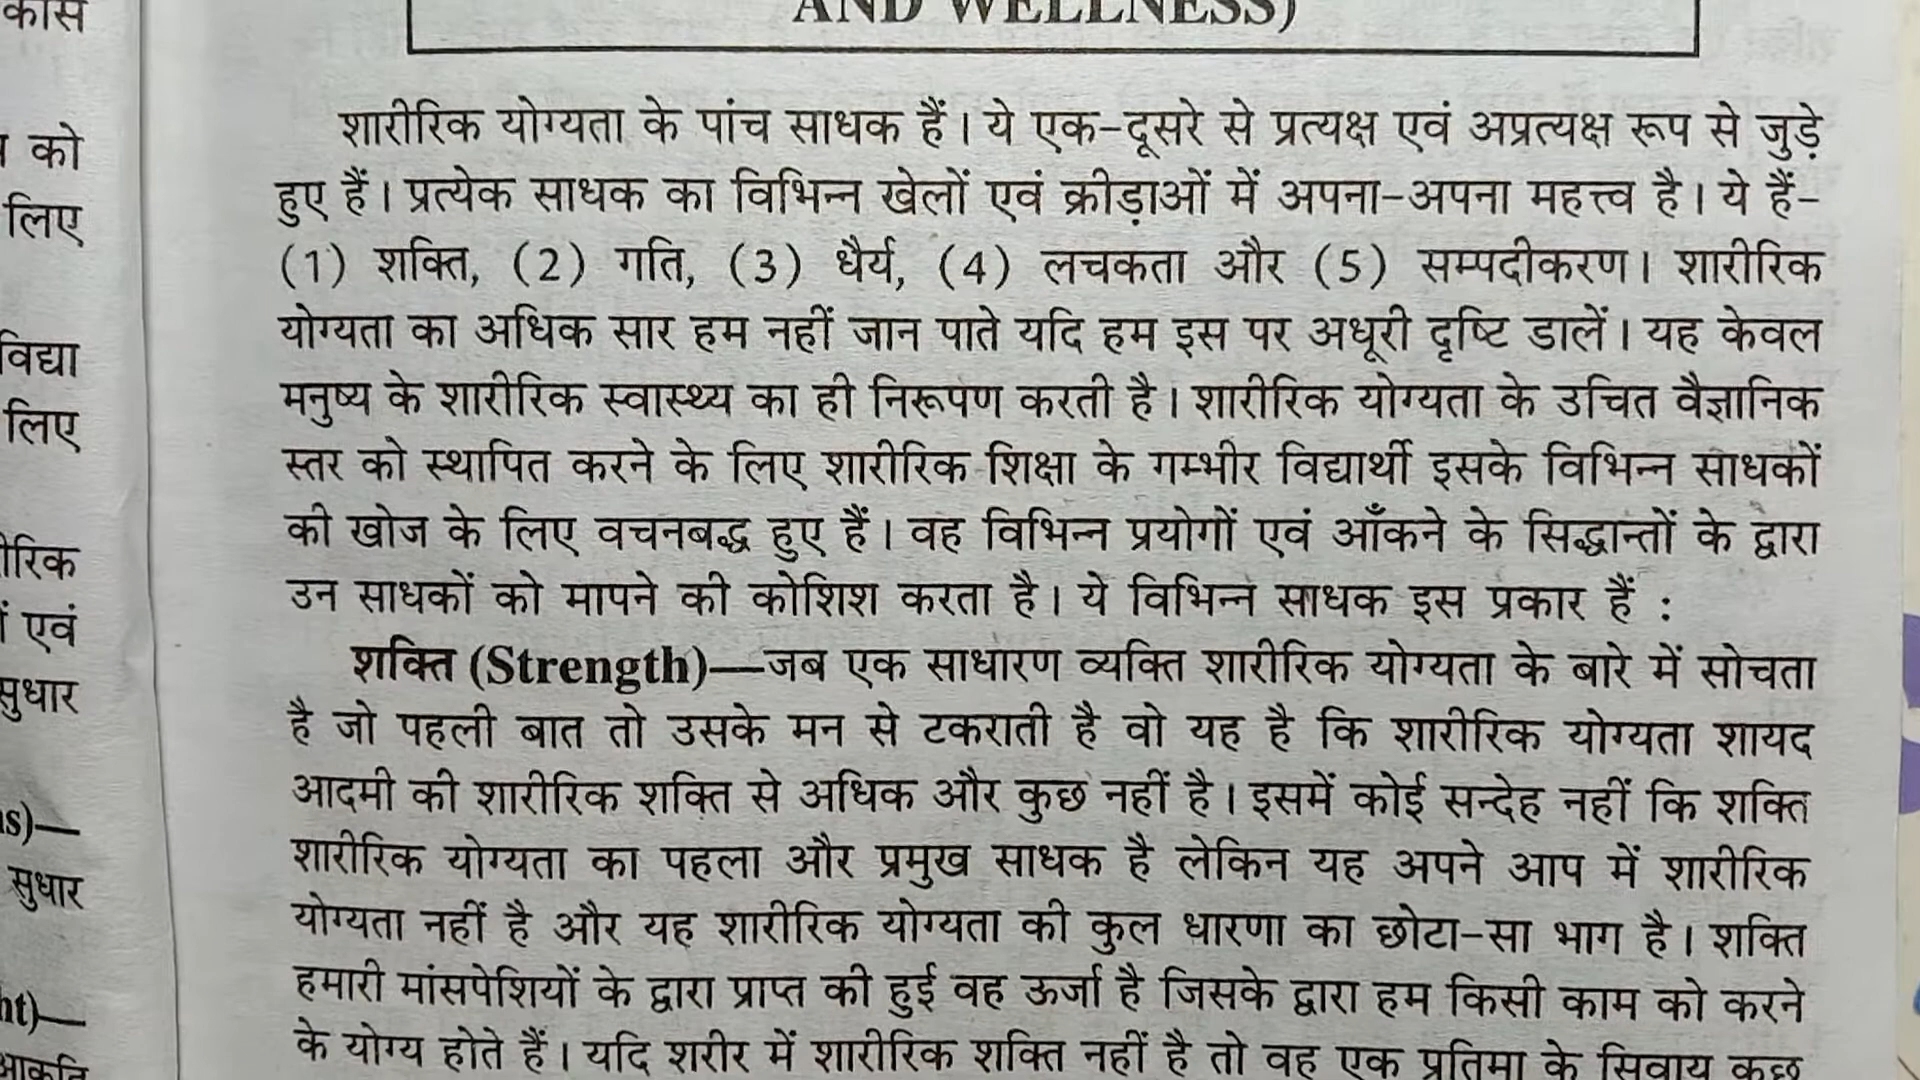 कास
को
लिए
विद्या
लिए
रिक
एवं
सुधार
s)—
सुधार
ht)—
AND WELLNESS)
शारीरिक योग्यता के पांच साधक हैं। ये एक-दूसरे से प्रत्यक्ष एवं अप्रत्यक्ष रूप से जुड़े
हुए हैं। प्रत्येक साधक का विभिन्न खेलों एवं क्रीड़ाओं में अपना-अपना महत्त्व है। ये हैं-
(1) शक्ति, (2) गति, (3) धैर्य, (4) लचकता और (5) सम्पदीकरण। शारीरिक
योग्यता का अधिक सार हम नहीं जान पाते यदि हम इस पर अधूरी दृष्टि डालें। यह केवल
मनुष्य के शारीरिक स्वास्थ्य का ही निरूपण करती है। शारीरिक योग्यता के उचित वैज्ञानिक
स्तर को स्थापित करने के लिए शारीरिक शिक्षा के गम्भीर विद्यार्थी इसके विभिन्न साधकों
की खोज के लिए वचनबद्ध हुए हैं। वह विभिन्न प्रयोगों एवं आँकने के सिद्धान्तों के द्वारा
उन साधकों को मापने की कोशिश करता है। ये विभिन्न साधक इस प्रकार हैं :
शक्ति (Strength)—जब एक साधारण व्यक्ति शारीरिक योग्यता के बारे में सोचता
है जो पहली बात तो उसके मन से टकराती है वो यह है कि शारीरिक योग्यता शायद
आदमी की शारीरिक शक्ति से अधिक और कुछ नहीं है। इसमें कोई सन्देह नहीं कि शक्ति
शारीरिक योग्यता का पहला और प्रमुख साधक है लेकिन यह अपने आप में शारीरिक
योग्यता नहीं है और यह शारीरिक योग्यता की कुल धारणा का छोटा-सा भाग है। शक्ति
हमारी मांसपेशियों के द्वारा प्राप्त की हुई वह ऊर्जा है जिसके द्वारा हम किसी काम को करने
के योग्य होते हैं। यदि शरीर में शारीरिक शक्ति नहीं है तो वह एक प्रतिमा के सिवाय कुछ